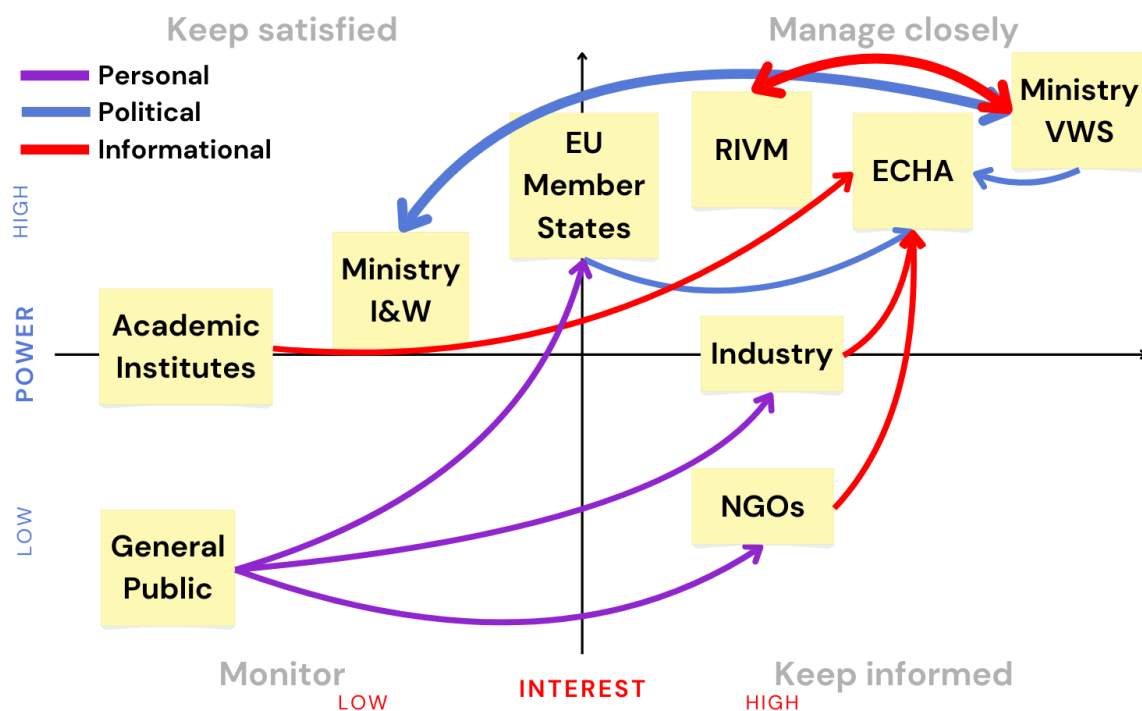 Keep satisfied
Manage closely
Personal
Political
Informational
Ministry
VWS
EU
Member
States
RIVM
ECHA
HIGH
Ministry
I&W
Academic
Institutes
POWER
Industry
NGOs
LOW
General
Public
Monitor
Keep informed
INTEREST
LOW
HIGH